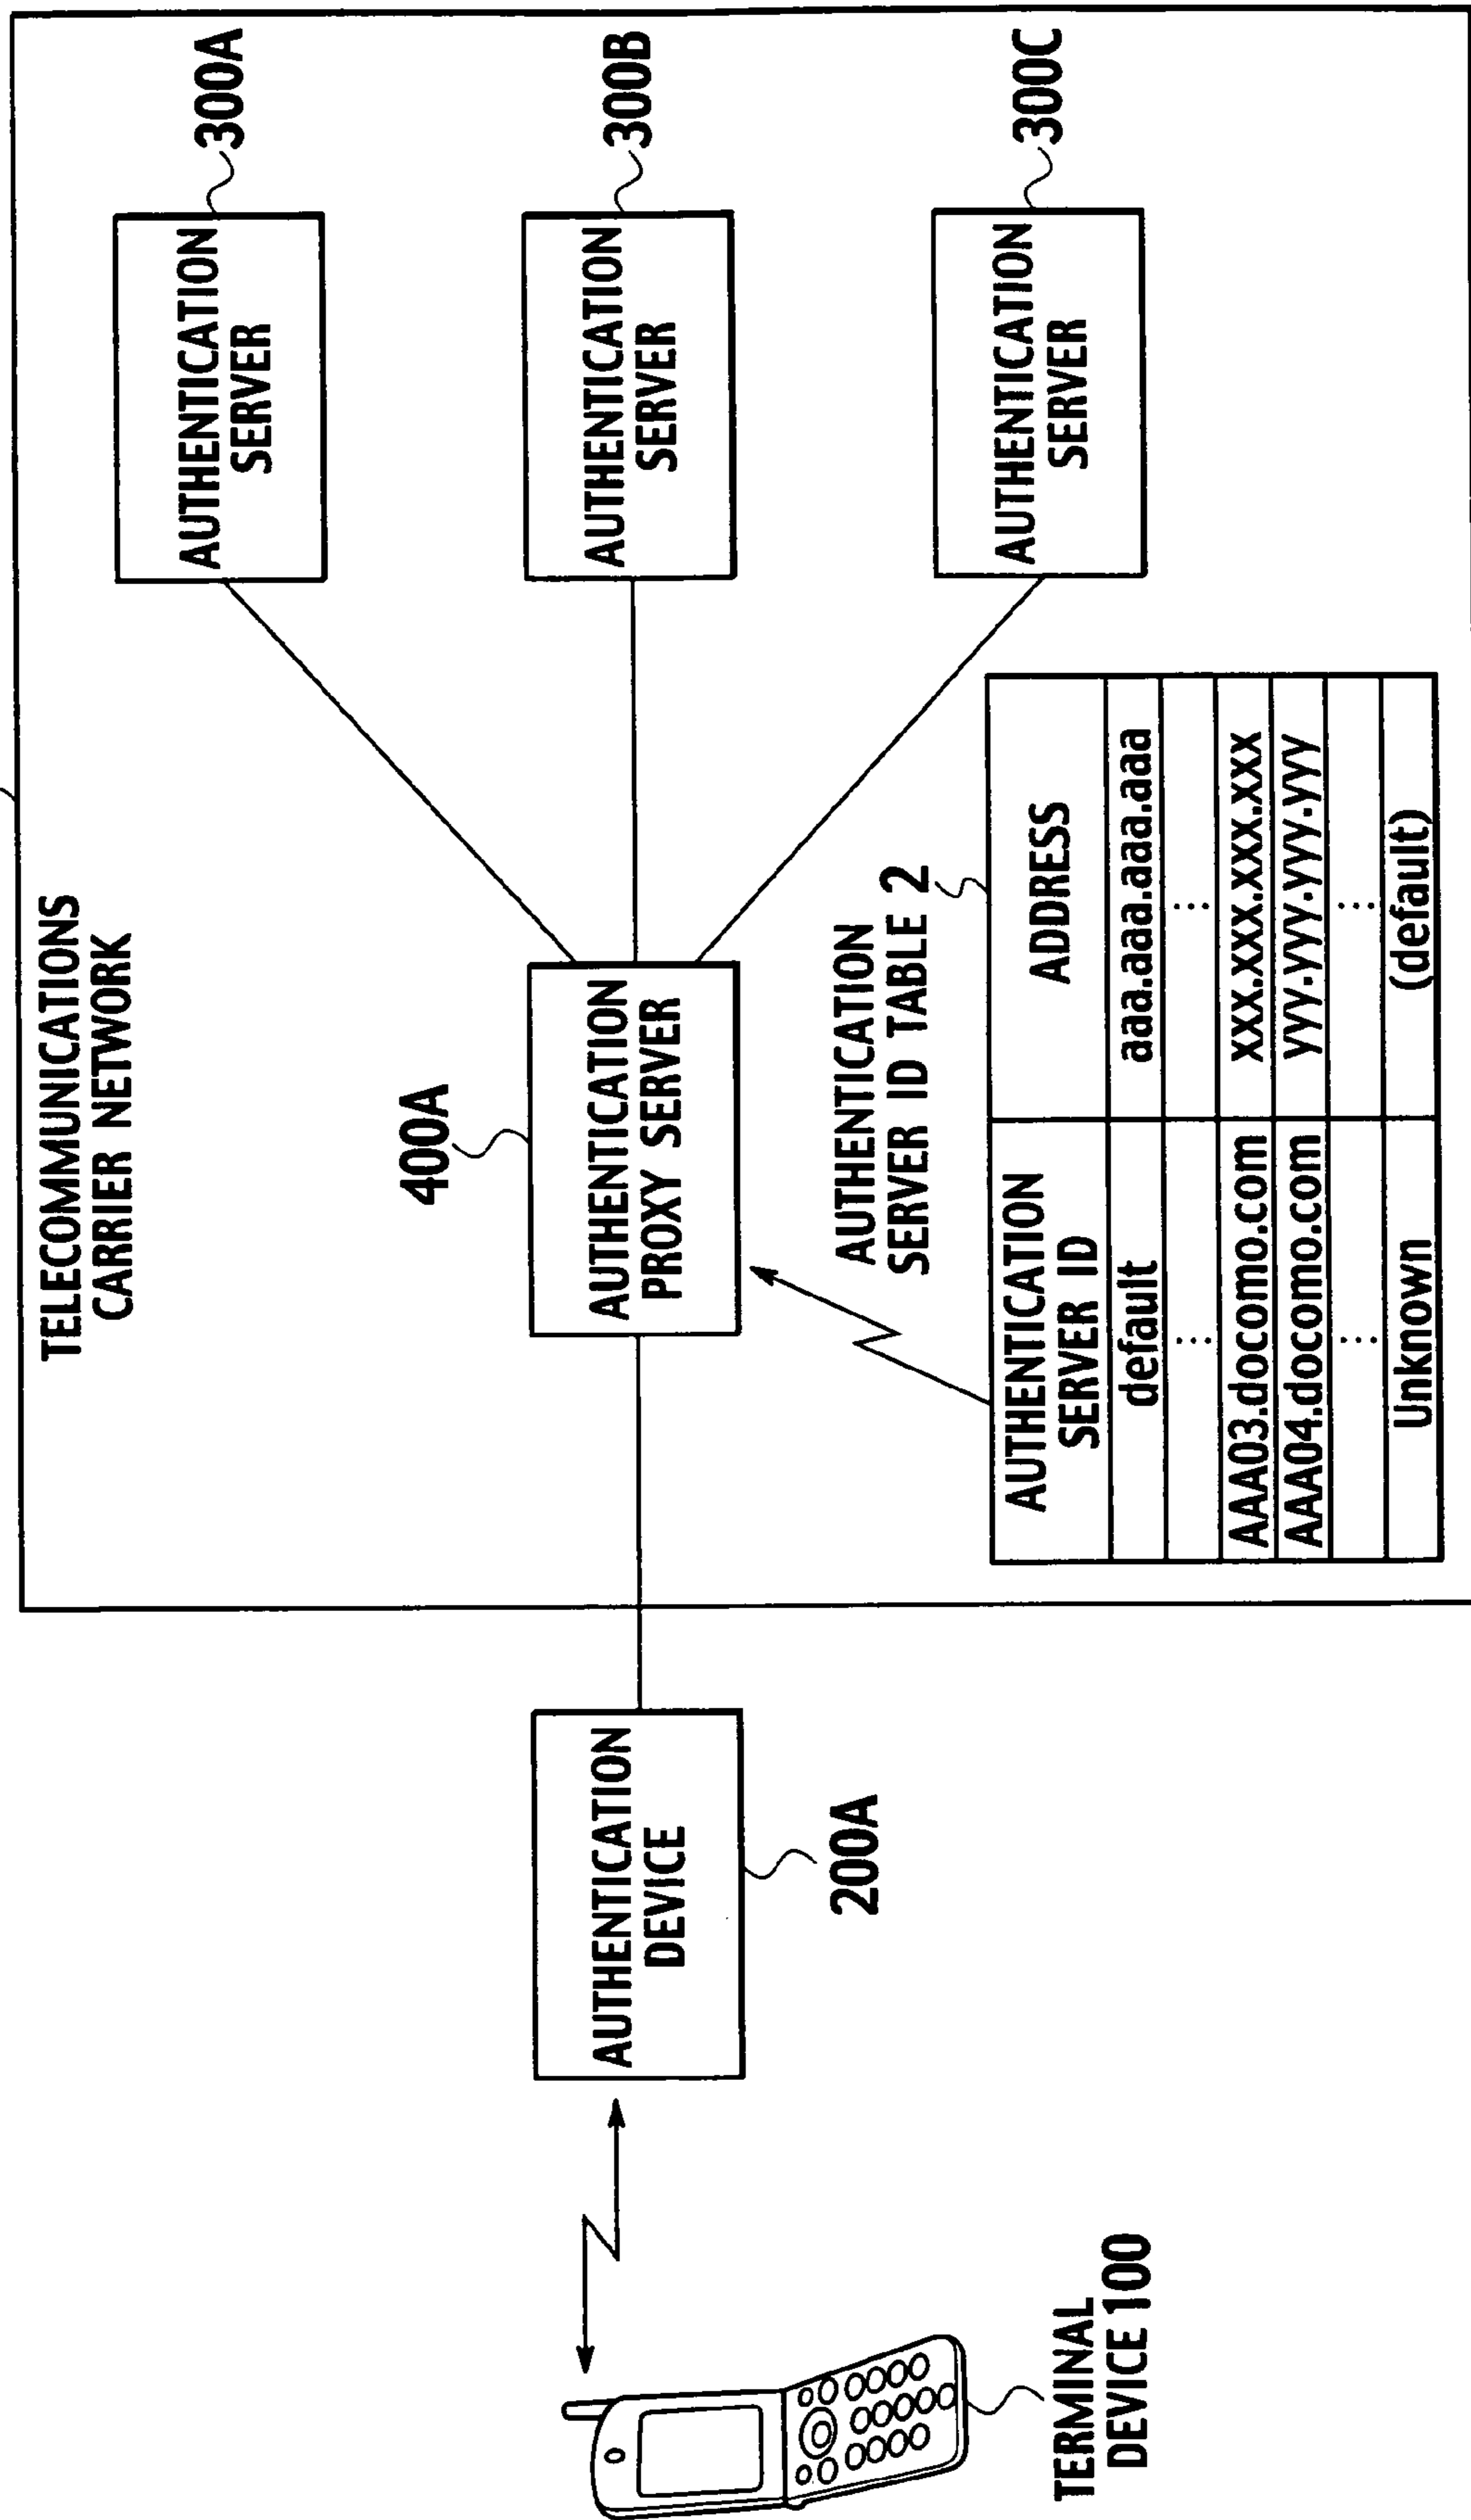 TELECOMMUNICATIONS
CARRIER NETWORK
400A
AUTHENTICATION
PROXY SERVER
AUTHENTICATION
SERVER
300A
AUTHENTICATION
SERVER
300B
AUTHENTICATION
SERVER
300C
AUTHENTICATION
DEVICE
200A
TERMINAL
DEVICE 100
AUTHENTICATION
SERVER ID TABLE 2
AUTHENTICATION
SERVER ID
ADDRESS
default
aaa.aaa.aaa.aaa
...
...
AAA03.docomo.com
xxx.xxx.xxx.xxx
AAA04.docomo.com
yyy.yyy.yyy.yyy
...
...
Unknown
(default)